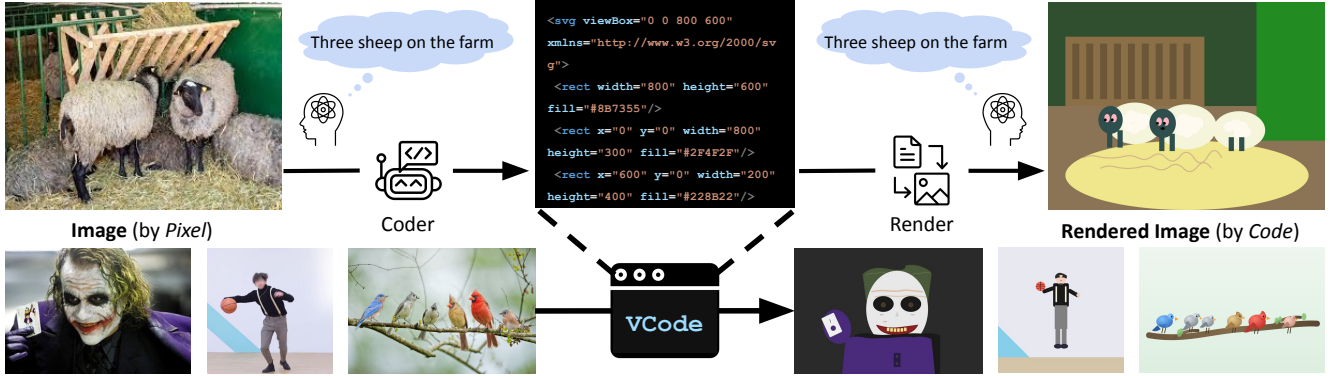 Three sheep on the farm
<svg viewBox="0 0 800 600"
xmlns="http://www.w3.org/2000/sv
g">
<rect width="800" height="600"
fill="#8B7355"/>
<rect x="0" y="0" width="800"
height="300" fill="#2F4F2F"/>
<rect x="600" y="0" width="200"
height="400" fill="#228B22"/>
Three sheep on the farm
</>
Coder
Render
Image (by Pixel)
Rendered Image (by Code)
VCode